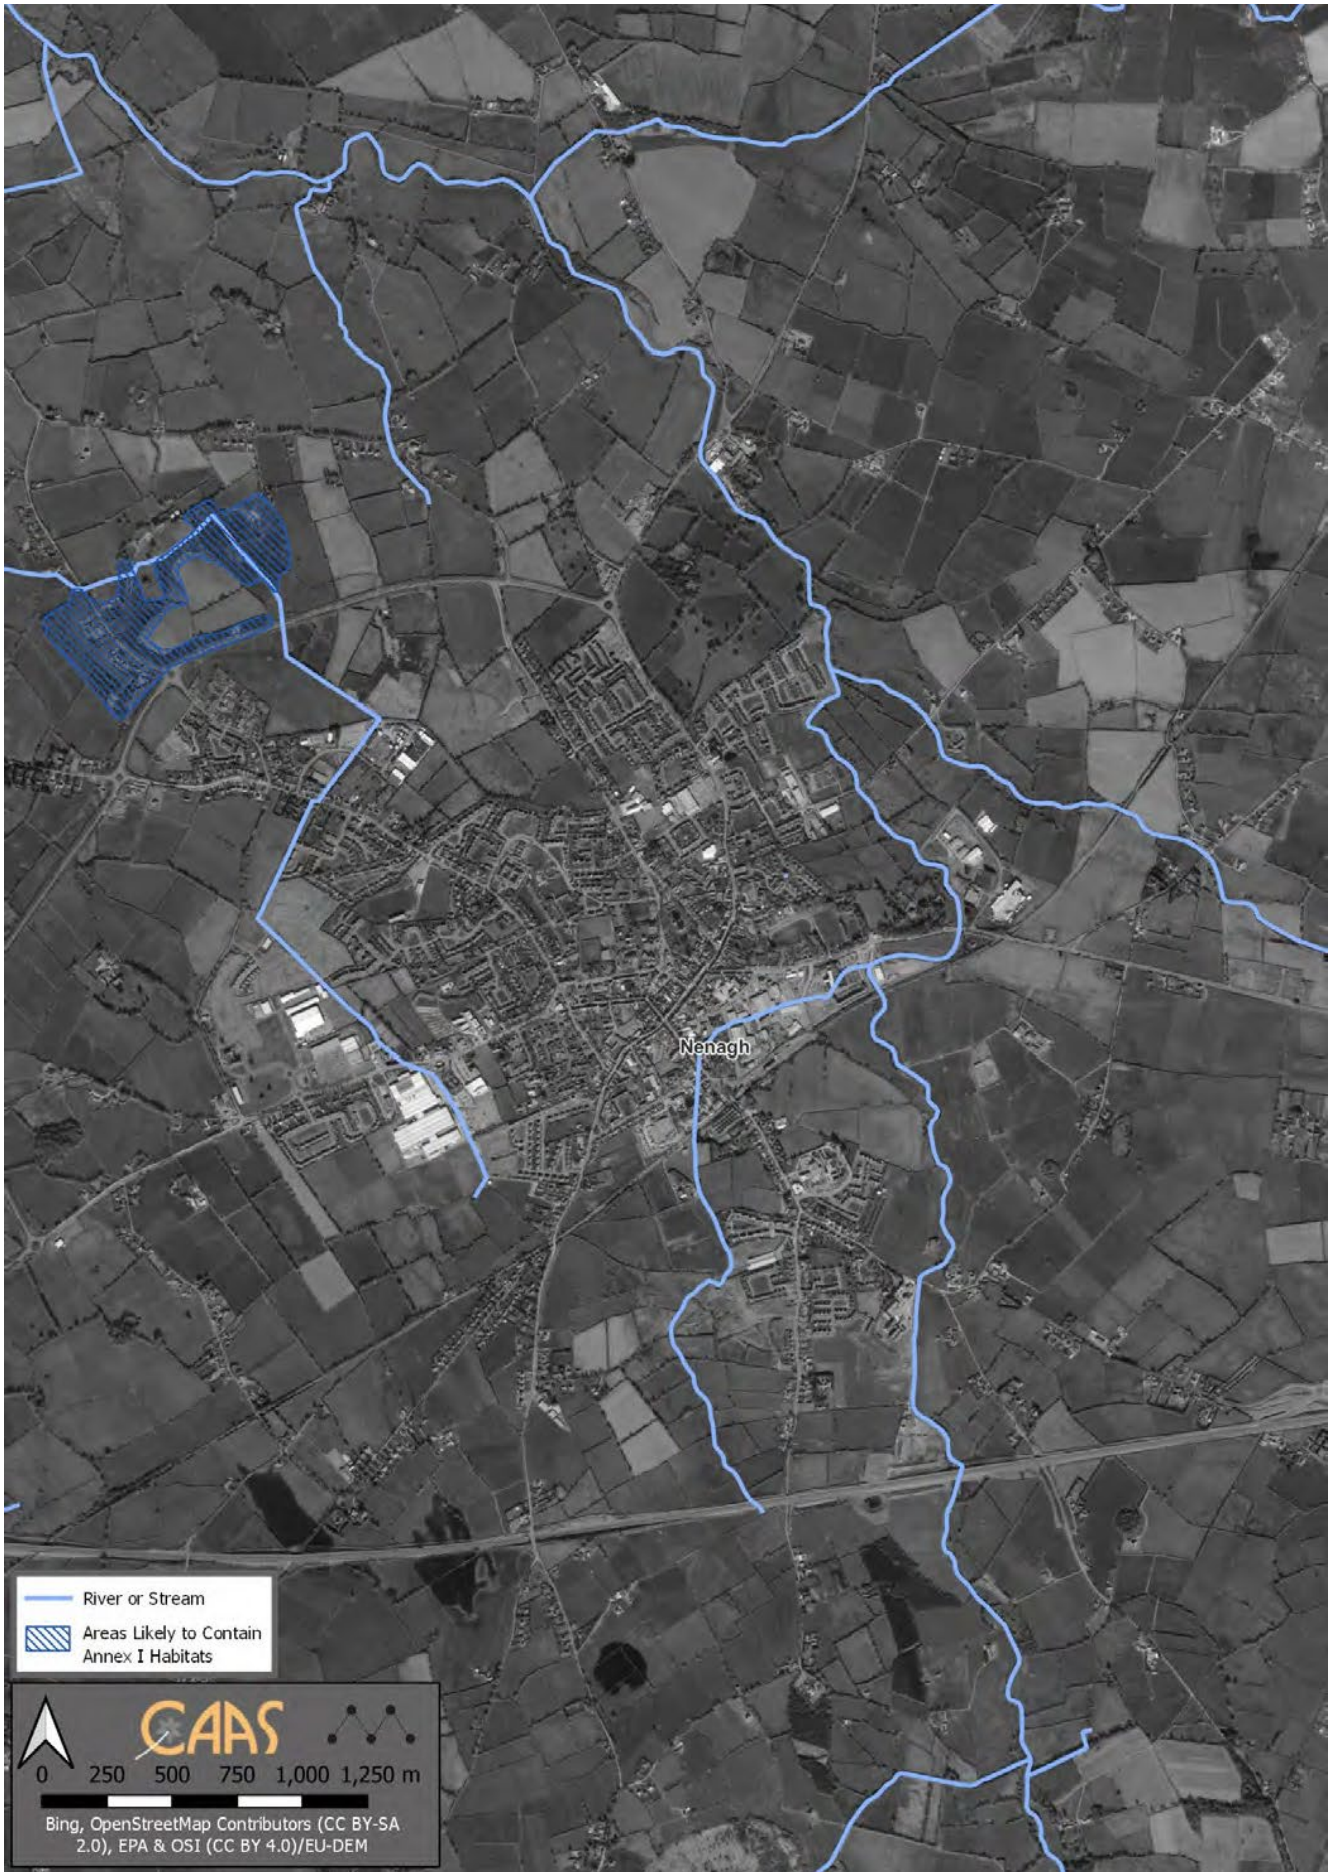 Nenagh
River or Stream
Areas Likely to Contain
Annex I Habitats
CAAS
0 250 500 750 1,000 1,250 m
Bing, OpenStreetMap Contributors (CC BY-SA
2.0), EPA & OSI (CC BY 4.0)/EU-DEM